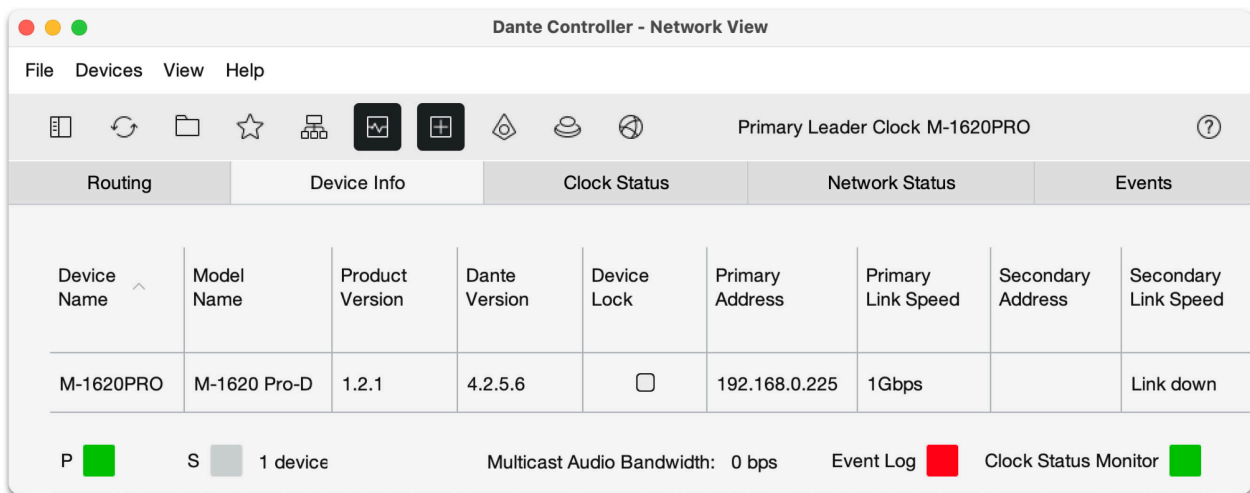 Dante Controller - Network View
File Devices View Help
Primary Leader Clock M-1620PRO
Routing Device Info Clock Status Network Status Events
Device Name Model Name Product Version Dante Version Device Lock Primary Address Primary Link Speed Secondary Address Secondary Link Speed
M-1620PRO M-1620 Pro-D 1.2.1 4.2.5.6 192.168.0.225 1Gbps Link down
P S 1 device Multicast Audio Bandwidth: 0 bps Event Log Clock Status Monitor